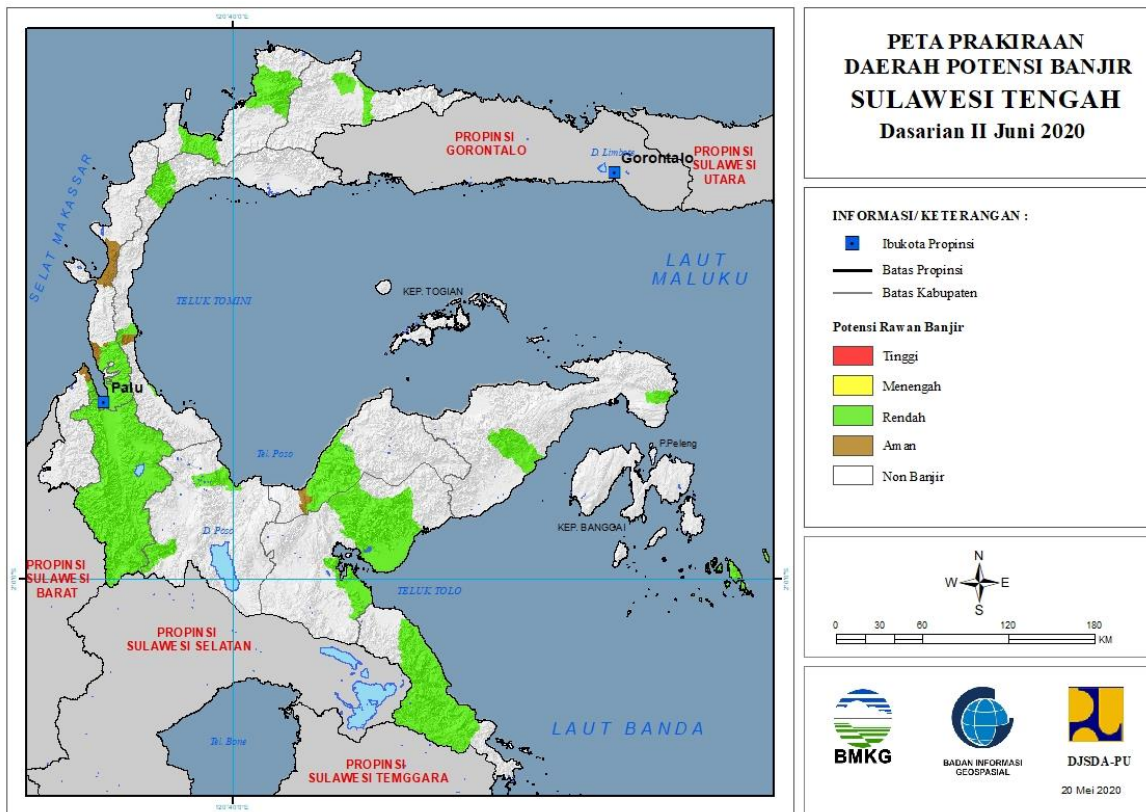 PETA PRAKIRAAN
DAERAH POTENSI BANJIR
SULAWESI TENGAH
Dasarian II Juni 2020
INFORMASI/ KETERANGAN :
Ibukota Propinsi
Batas Propinsi
Batas Kabupaten
Potensi Rawan Banjir
Tinggi
Menengah
Rendah
Aman
Non Banjir
N
W E
S
0 30 60 120 180
KM
BMKG
BADAN INFORMASI
GEOSPASIAL
DJSDA-PU
20 Mei 2020
PROPINSI
GORONTALO
D. Limboto
Gorontalo
PROPINSI
SULAWESI
UTARA
SELAT MAKASSAR
LAUT
MALUKU
TELUK TOMINI
KEP. TOGIAN
Palu
Tel. Poso
P.Peleng
KEP. BANGGAI
D. Poso
PROPINSI
SULAWESI
BARAT
TELUK TOLO
PROPINSI
SULAWESI SELATAN
LAUT BANDA
Tel. Bone
PROPINSI
SULAWESI TEMGGARA